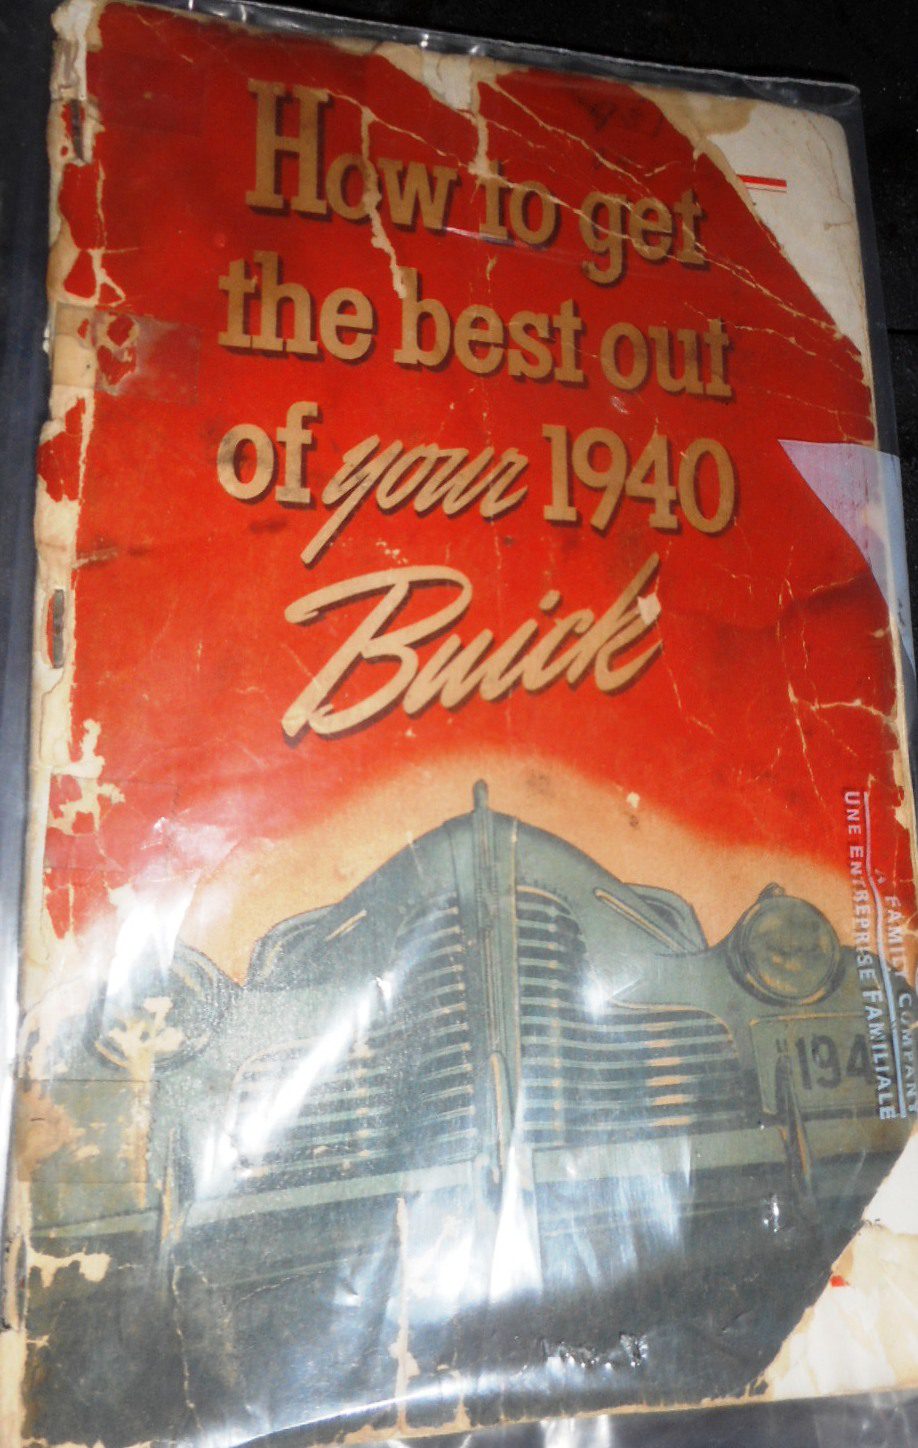 How to get
the best out
of your 1940
Buick
194
A FAMILY COMPANY
UNE ENTREPRISE FAMILIALE